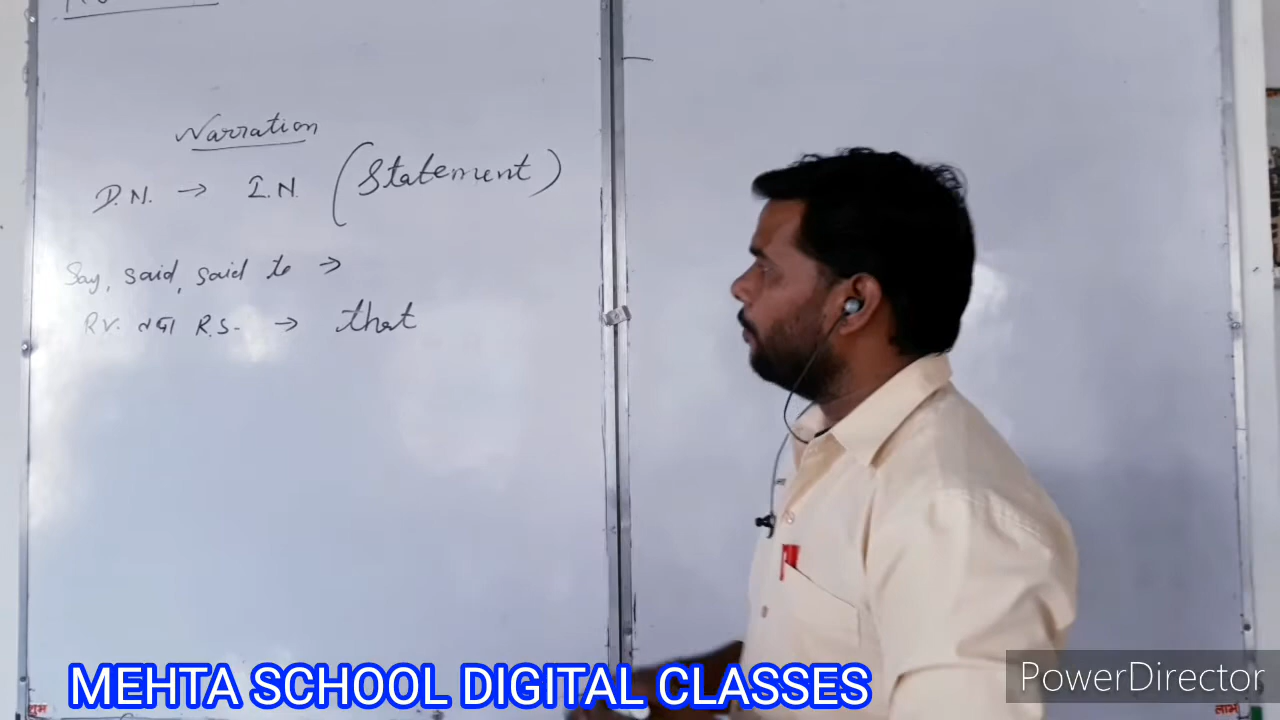 Narration
D.N. → I.N. (Statement)
Say, said, said to →
R.V. तथा R.S. → that
MEHTA SCHOOL DIGITAL CLASSES
PowerDirector
शुभ
लाभ